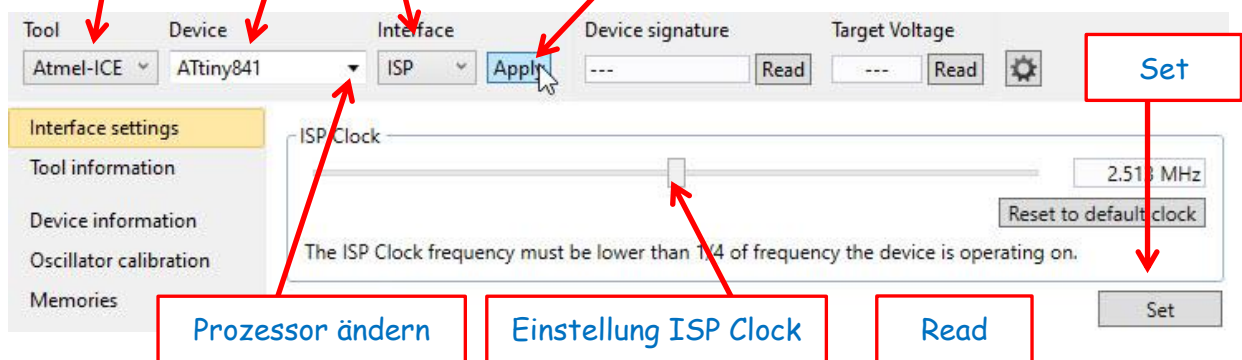 Tool Device Interface Device signature Target Voltage
Atmel-ICE ATtiny841 ISP Apply --- Read --- Read Set
Interface settings
Tool information
Device information
Oscillator calibration
Memories
ISP Clock
2.513 MHz
Reset to default clock
The ISP Clock frequency must be lower than 1/4 of frequency the device is operating on.
Set
Prozessor ändern Einstellung ISP Clock Read